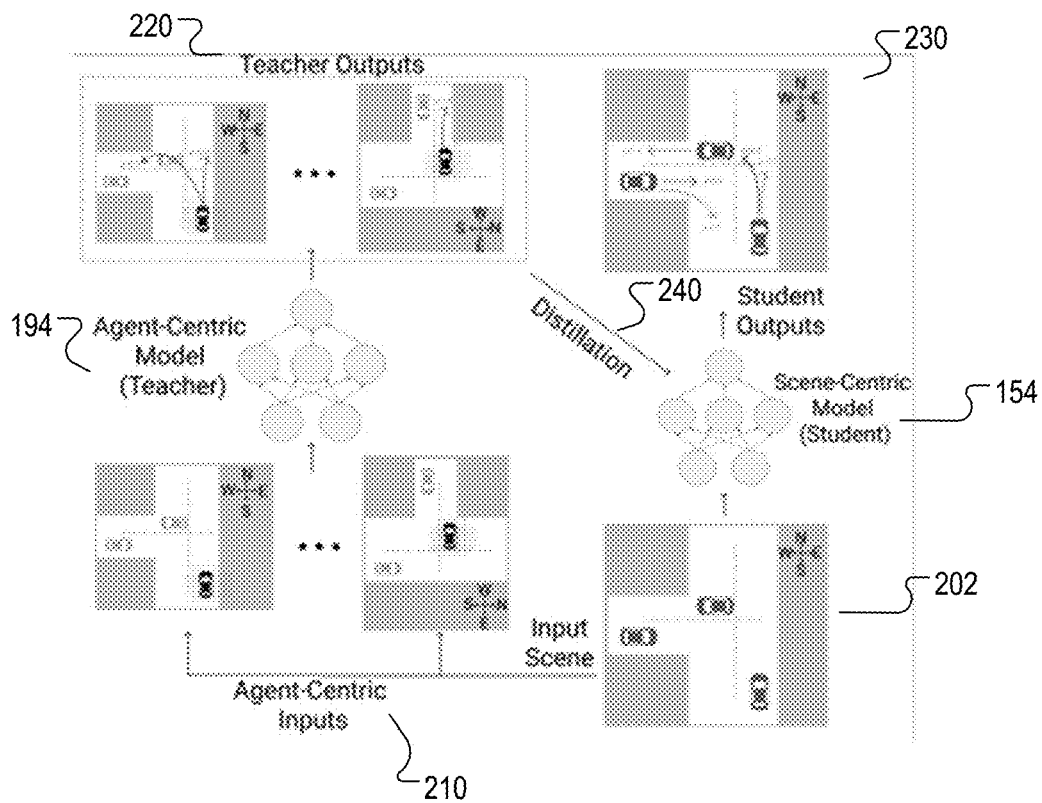 220
230
Teacher Outputs
N
W E
S
W
S N
E
N
W E
S
194
Agent-Centric
Model
(Teacher)
Distillation
240
Student
Outputs
Scene-Centric
Model
(Student)
154
N
W E
S
W
S N
E
N
W E
S
202
Input
Scene
Agent-Centric
Inputs
210